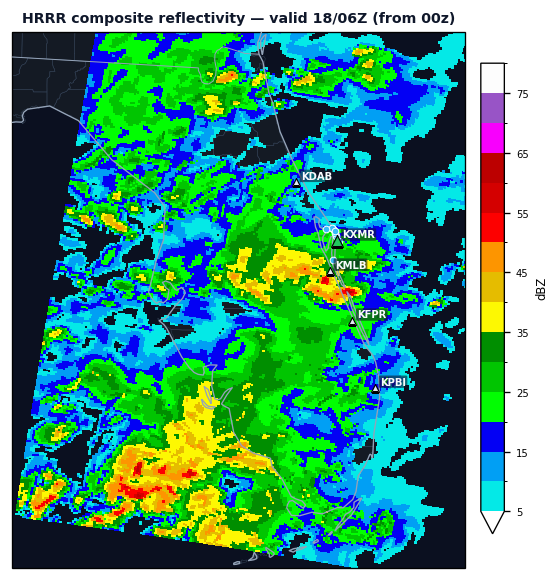 HRRR composite reflectivity — valid 18/06Z (from 00z)
KDAB
KXMR
KMLB
KFPR
KPBI
75
65
55
45
35
25
15
5
dBZ